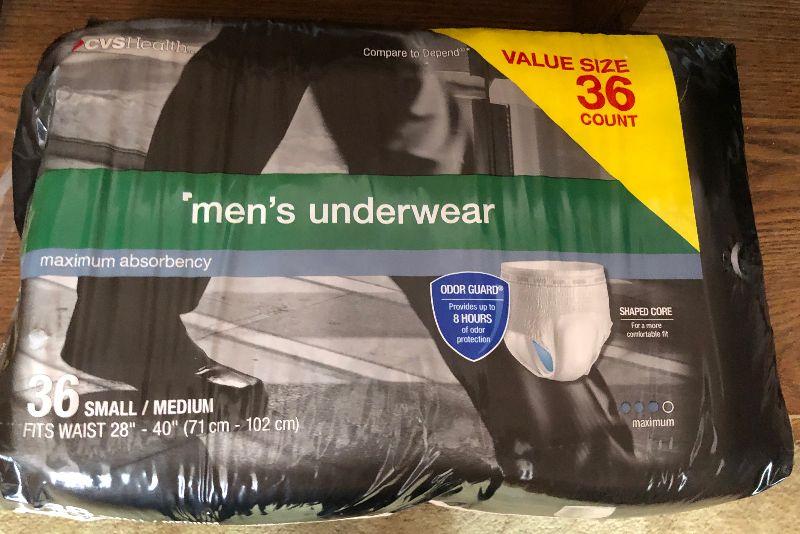 CVSHealth
Compare to Depend®*
VALUE SIZE
36
COUNT
men's underwear
maximum absorbency
ODOR GUARD®
Provides up to
8 HOURS
of odor
protection
SHAPED CORE
For a more
comfortable fit
36 SMALL / MEDIUM
FITS WAIST 28" - 40" (71 cm - 102 cm)
maximum